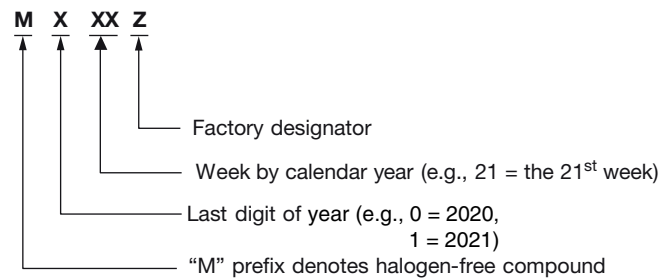 M X XX Z
Factory designator
Week by calendar year (e.g., 21 = the 21st week)
Last digit of year (e.g., 0 = 2020,
1 = 2021)
“M” prefix denotes halogen-free compound